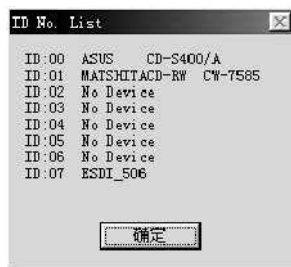 ID No. List
ID:00 ASUS CD-S400/A
ID:01 MATSHITACD-RW CW-7585
ID:02 No Device
ID:03 No Device
ID:04 No Device
ID:05 No Device
ID:06 No Device
ID:07 ESDI_506
确定